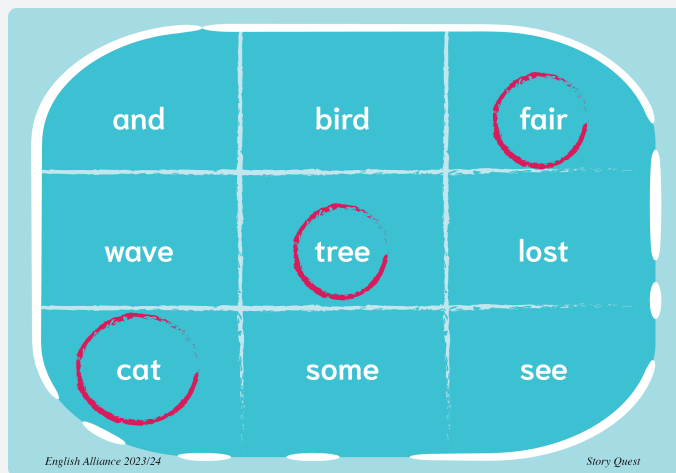 and bird fair
wave tree lost
cat some see
English Alliance 2023/24 Story Quest